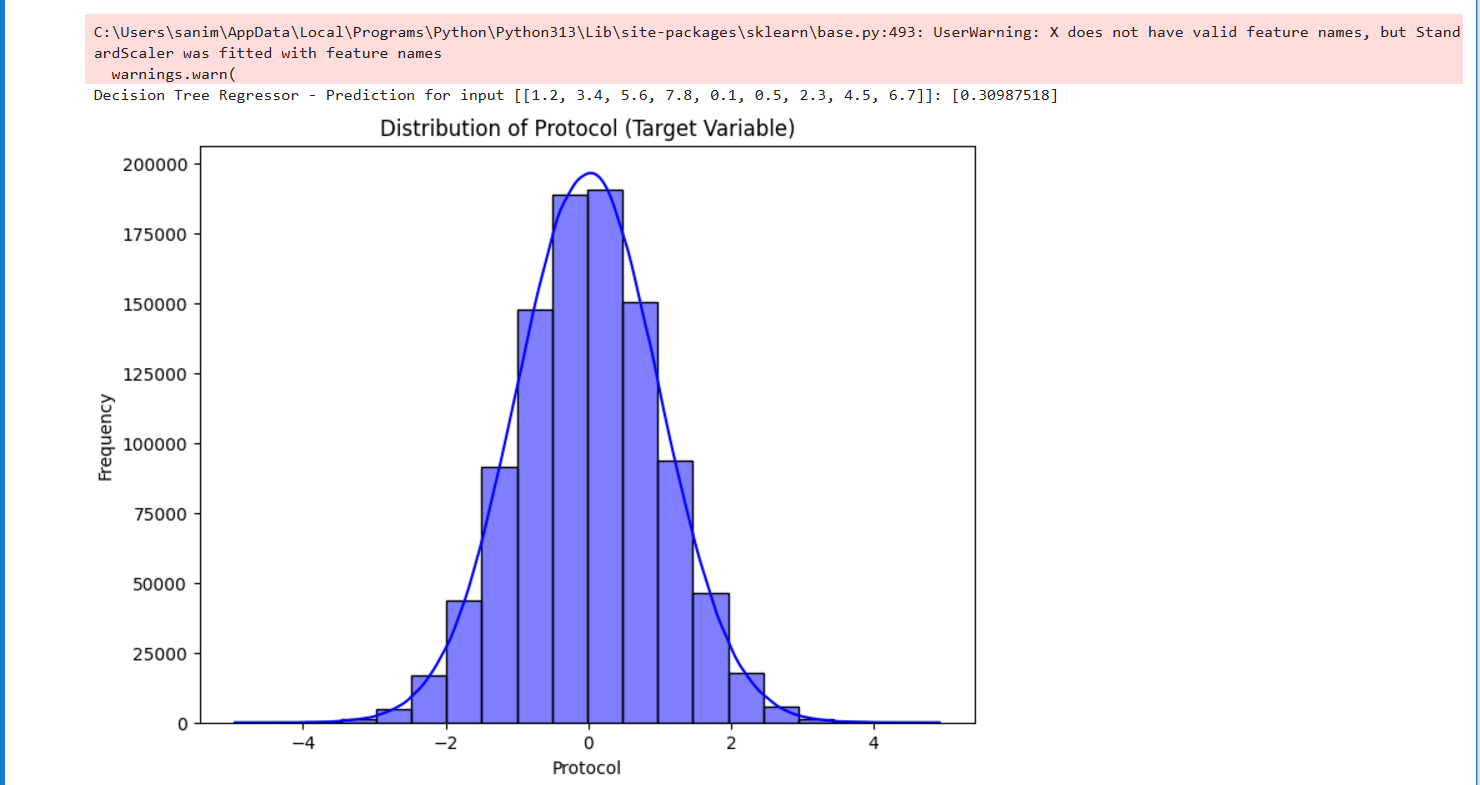 C:\Users\sanim\AppData\Local\Programs\Python\Python313\Lib\site-packages\sklearn\base.py:493: UserWarning: X does not have valid feature names, but Stand
ardScaler was fitted with feature names
  warnings.warn(
Decision Tree Regressor - Prediction for input [[1.2, 3.4, 5.6, 7.8, 0.1, 0.5, 2.3, 4.5, 6.7]]: [0.30987518]
Distribution of Protocol (Target Variable)
200000
175000
150000
125000
100000
75000
50000
25000
0
Frequency
−4 −2 0 2 4
Protocol